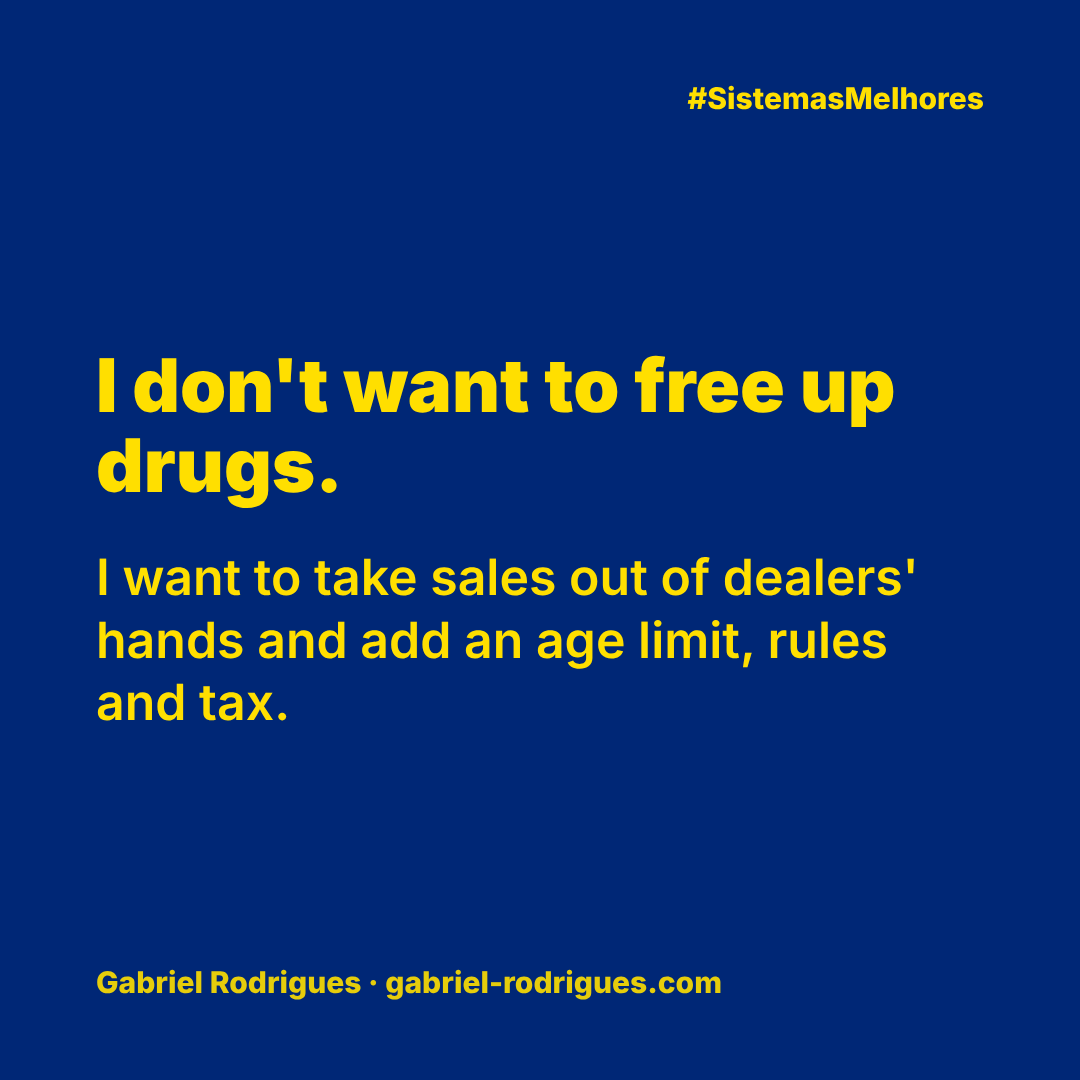 #SistemasMelhores
I don't want to free up
drugs.
I want to take sales out of dealers'
hands and add an age limit, rules
and tax.
Gabriel Rodrigues · gabriel-rodrigues.com